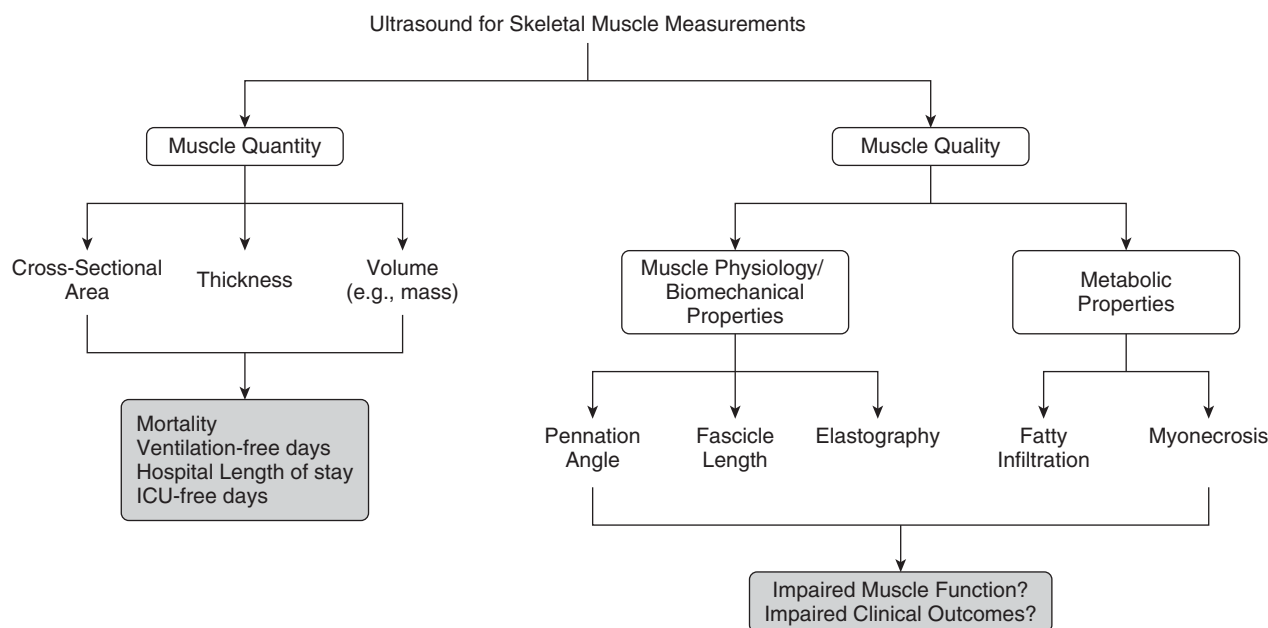 Ultrasound for Skeletal Muscle Measurements
Muscle Quantity
Muscle Quality
Cross-Sectional
Area
Thickness
Volume
(e.g., mass)
Muscle Physiology/
Biomechanical
Properties
Metabolic
Properties
Mortality
Ventilation-free days
Hospital Length of stay
ICU-free days
Pennation
Angle
Fascicle
Length
Elastography
Fatty
Infiltration
Myonecrosis
Impaired Muscle Function?
Impaired Clinical Outcomes?